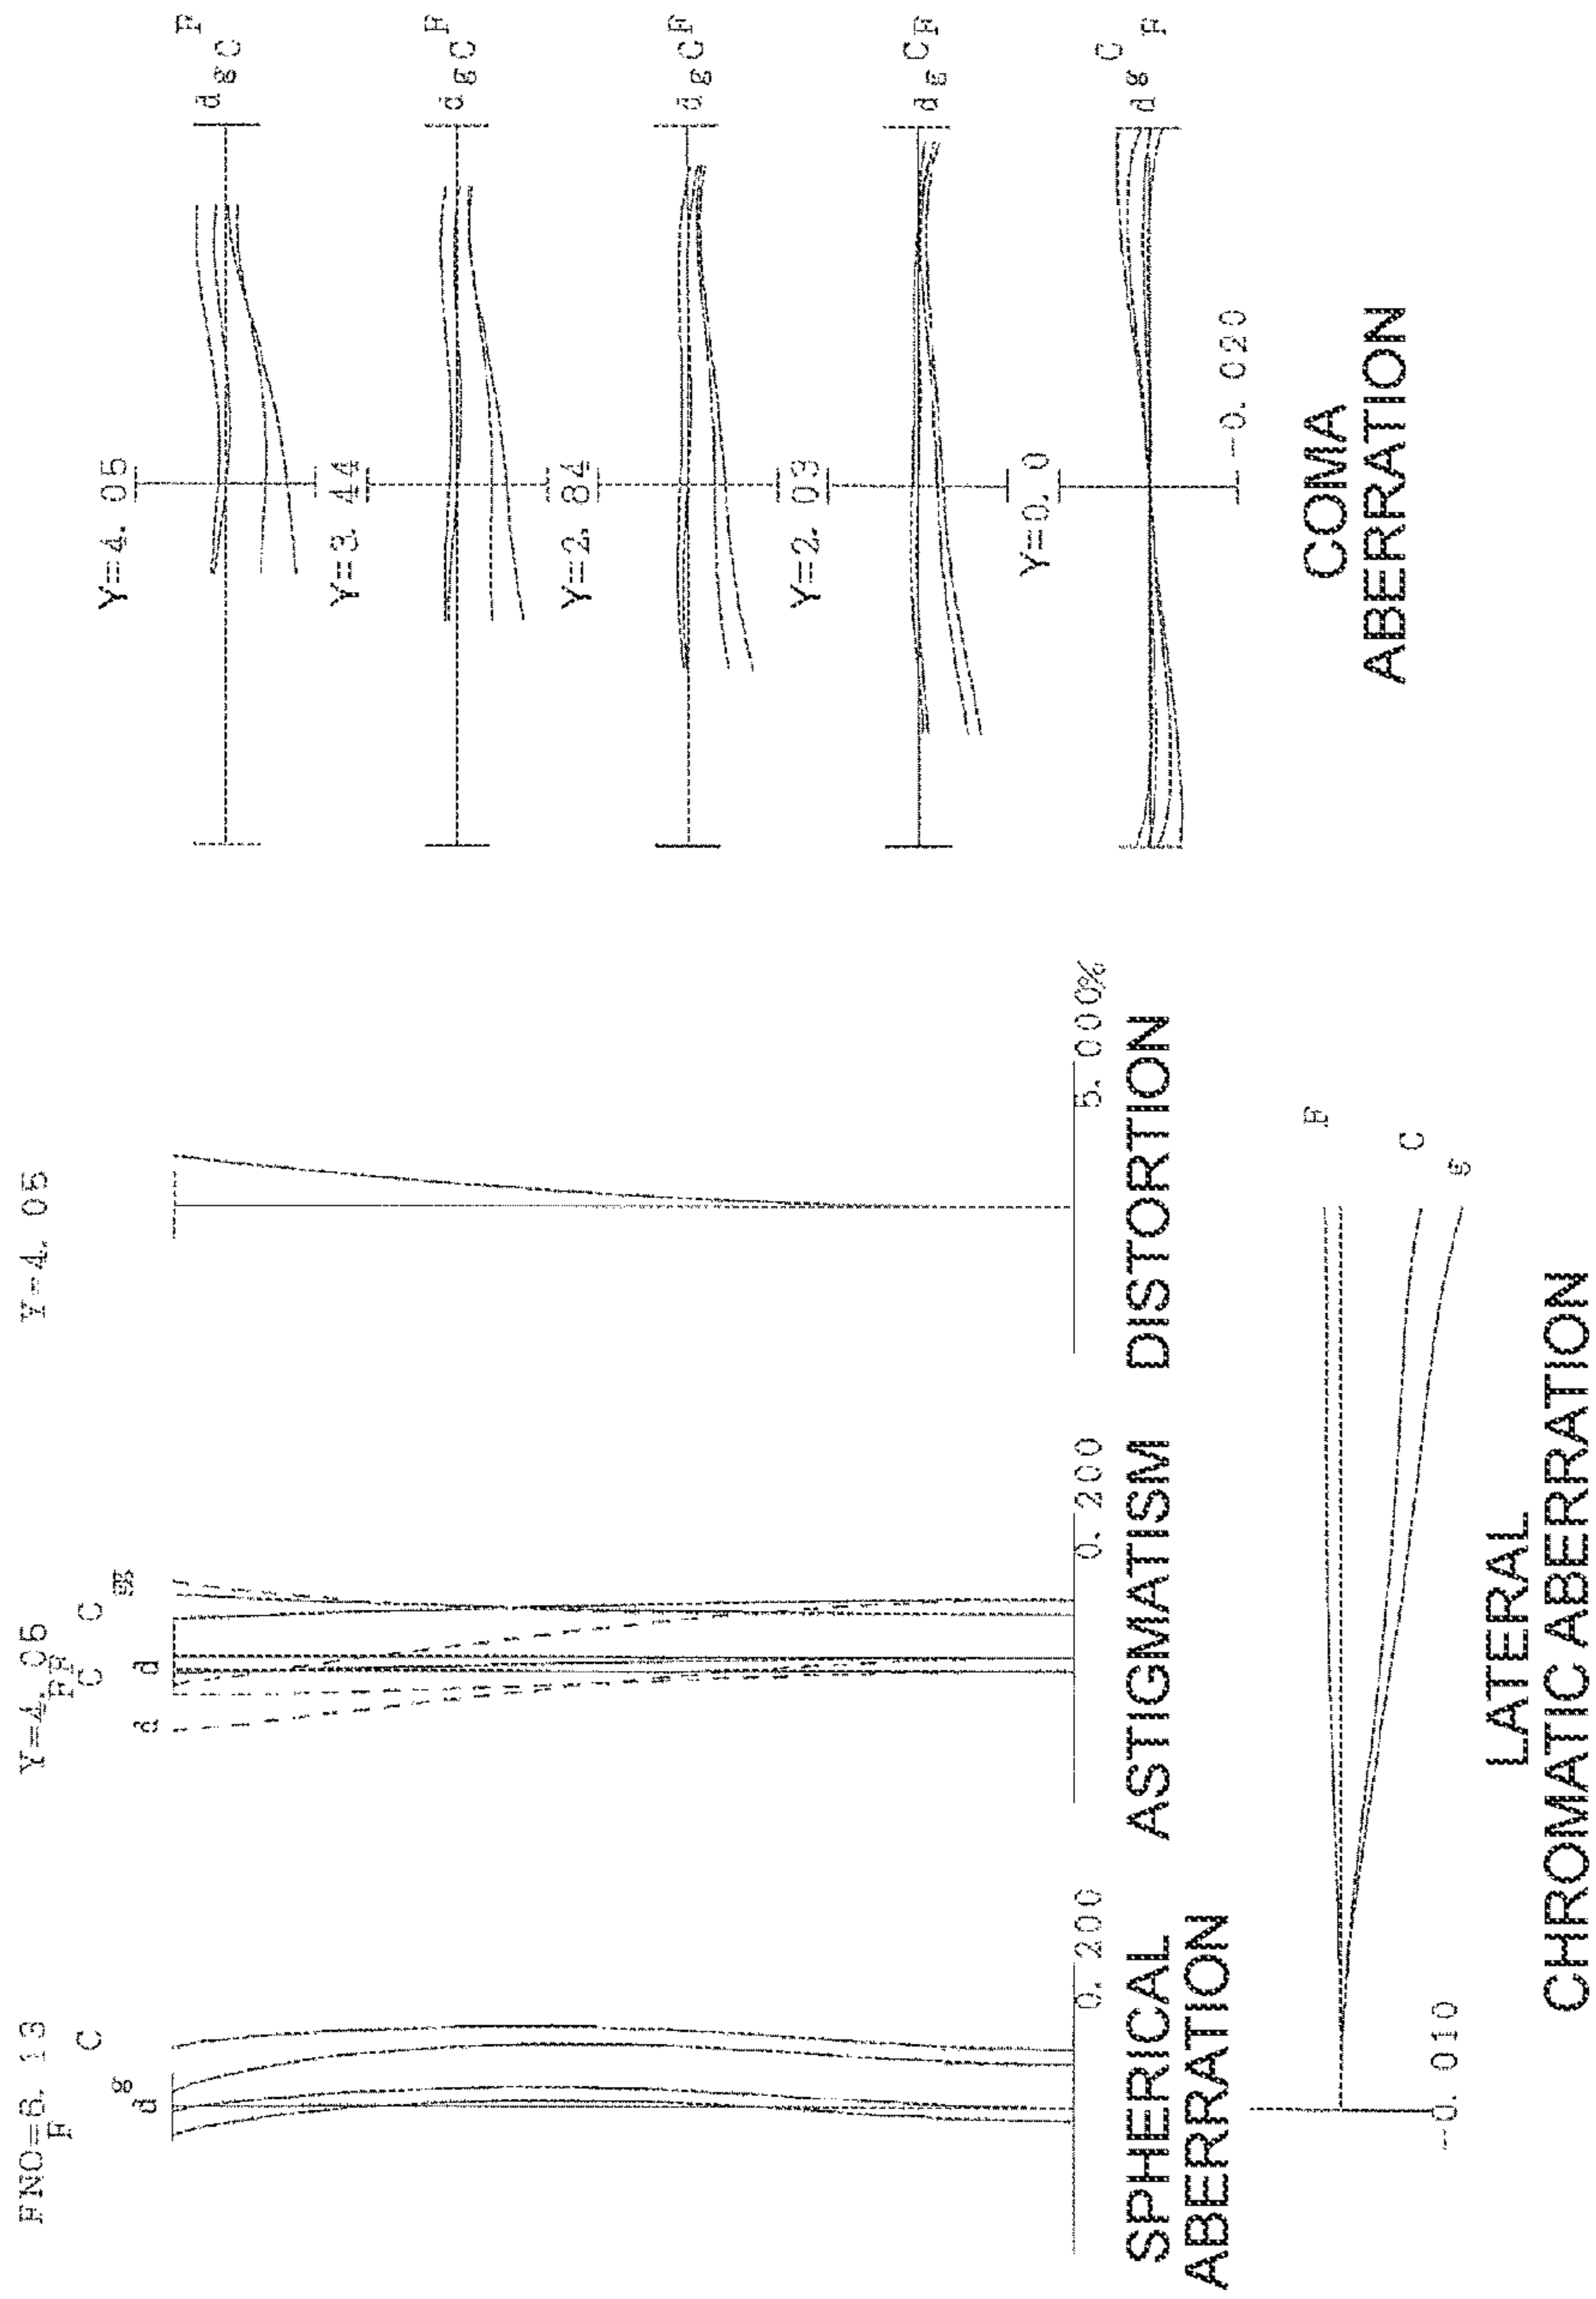 FNO=6. 13
F
C
g
d
0. 200
SPHERICAL
ABERRATION
Y=4. 05
F F
C
C
g
d
d
0. 200
ASTIGMATISM
Y=4. 05
5. 000%
DISTORTION
Y=4. 05
F
d g C
Y=3. 44
F
d g C
Y=2. 84
d g C F
Y=2. 03
d g C F
Y=0. 0
d g C F
-0. 020
COMA
ABERRATION
F
C
g
-0. 010
LATERAL
CHROMATIC ABERRATION